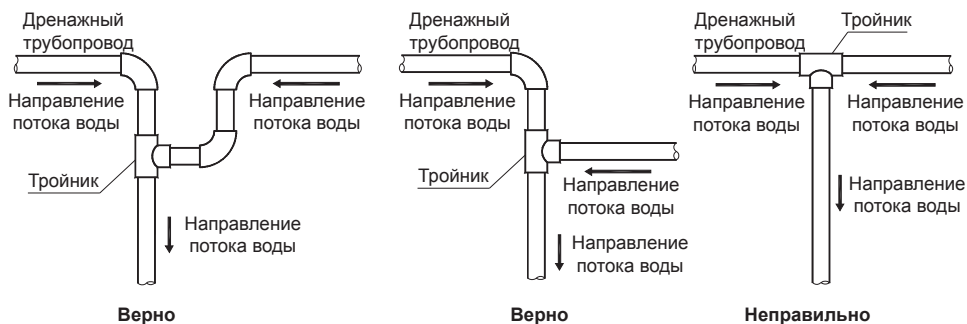 Дренажный
трубопровод
Направление
потока воды
Направление
потока воды
Тройник
Направление
потока воды
Верно
Дренажный
трубопровод
Направление
потока воды
Тройник
Направление
потока воды
Направление
потока воды
Верно
Дренажный
трубопровод
Тройник
Направление
потока воды
Направление
потока воды
Направление
потока воды
Неправильно